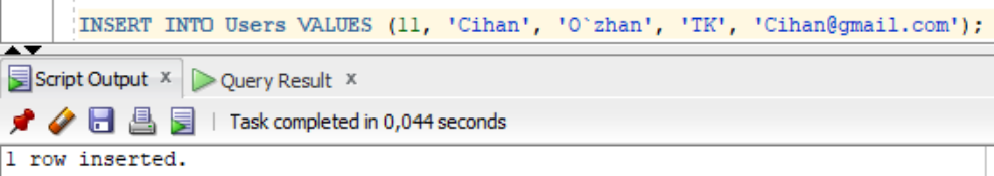 INSERT INTO Users VALUES (11, 'Cihan', 'O`zhan', 'TK', 'Cihan@gmail.com');
Script Output x Query Result x
Task completed in 0,044 seconds
1 row inserted.